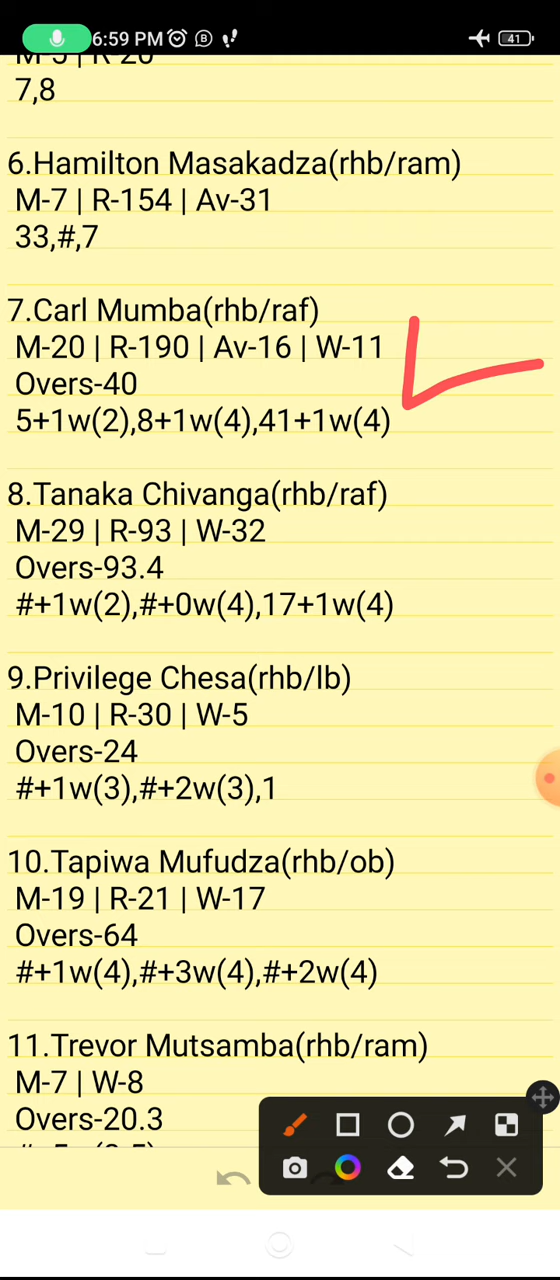 6:59 PM
41
M-5 | R-20
7,8
6.Hamilton Masakadza(rhb/ram)
M-7 | R-154 | Av-31
33,#,7
7.Carl Mumba(rhb/raf)
M-20 | R-190 | Av-16 | W-11
Overs-40
5+1w(2),8+1w(4),41+1w(4)
8.Tanaka Chivanga(rhb/raf)
M-29 | R-93 | W-32
Overs-93.4
#+1w(2),#+0w(4),17+1w(4)
9.Privilege Chesa(rhb/lb)
M-10 | R-30 | W-5
Overs-24
#+1w(3),#+2w(3),1
10.Tapiwa Mufudza(rhb/ob)
M-19 | R-21 | W-17
Overs-64
#+1w(4),#+3w(4),#+2w(4)
11.Trevor Mutsamba(rhb/ram)
M-7 | W-8
Overs-20.3